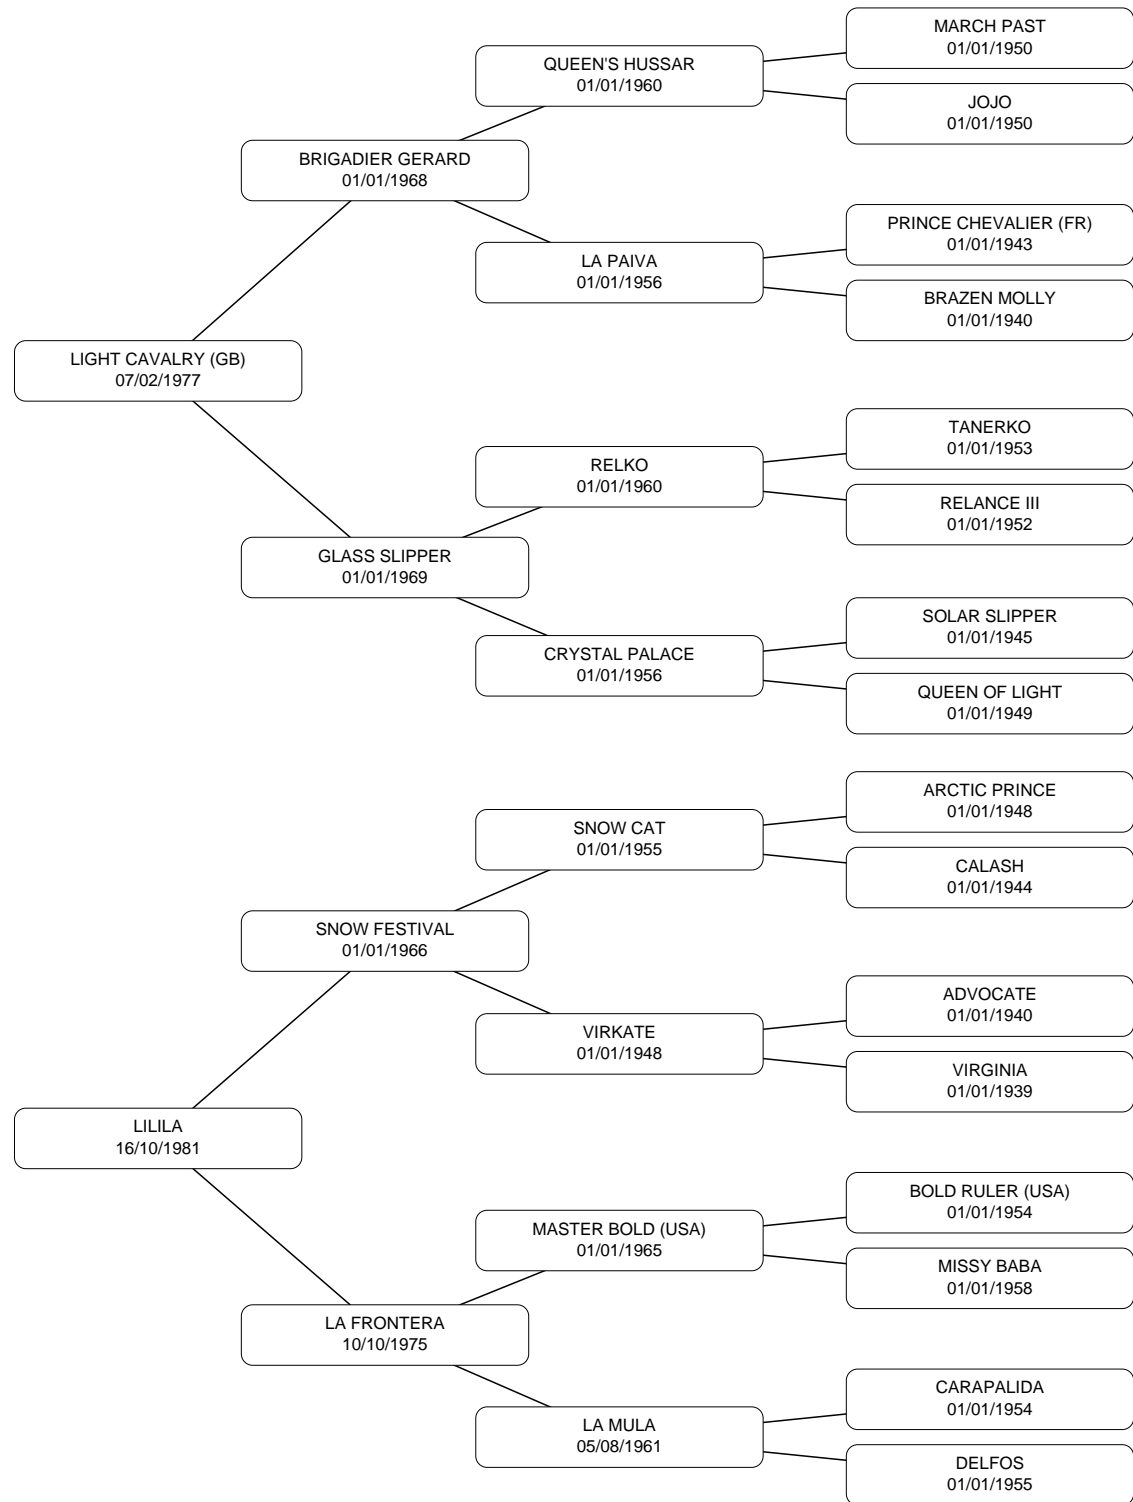 MARCH PAST
01/01/1950
QUEEN'S HUSSAR
01/01/1960
JOJO
01/01/1950
BRIGADIER GERARD
01/01/1968
PRINCE CHEVALIER (FR)
01/01/1943
LA PAIVA
01/01/1956
BRAZEN MOLLY
01/01/1940
LIGHT CAVALRY (GB)
07/02/1977
TANERKO
01/01/1953
RELKO
01/01/1960
RELANCE III
01/01/1952
GLASS SLIPPER
01/01/1969
SOLAR SLIPPER
01/01/1945
CRYSTAL PALACE
01/01/1956
QUEEN OF LIGHT
01/01/1949
ARCTIC PRINCE
01/01/1948
SNOW CAT
01/01/1955
CALASH
01/01/1944
SNOW FESTIVAL
01/01/1966
ADVOCATE
01/01/1940
VIRKATE
01/01/1948
VIRGINIA
01/01/1939
LILILA
16/10/1981
BOLD RULER (USA)
01/01/1954
MASTER BOLD (USA)
01/01/1965
MISSY BABA
01/01/1958
LA FRONTERA
10/10/1975
CARAPALIDA
01/01/1954
LA MULA
05/08/1961
DELFOS
01/01/1955